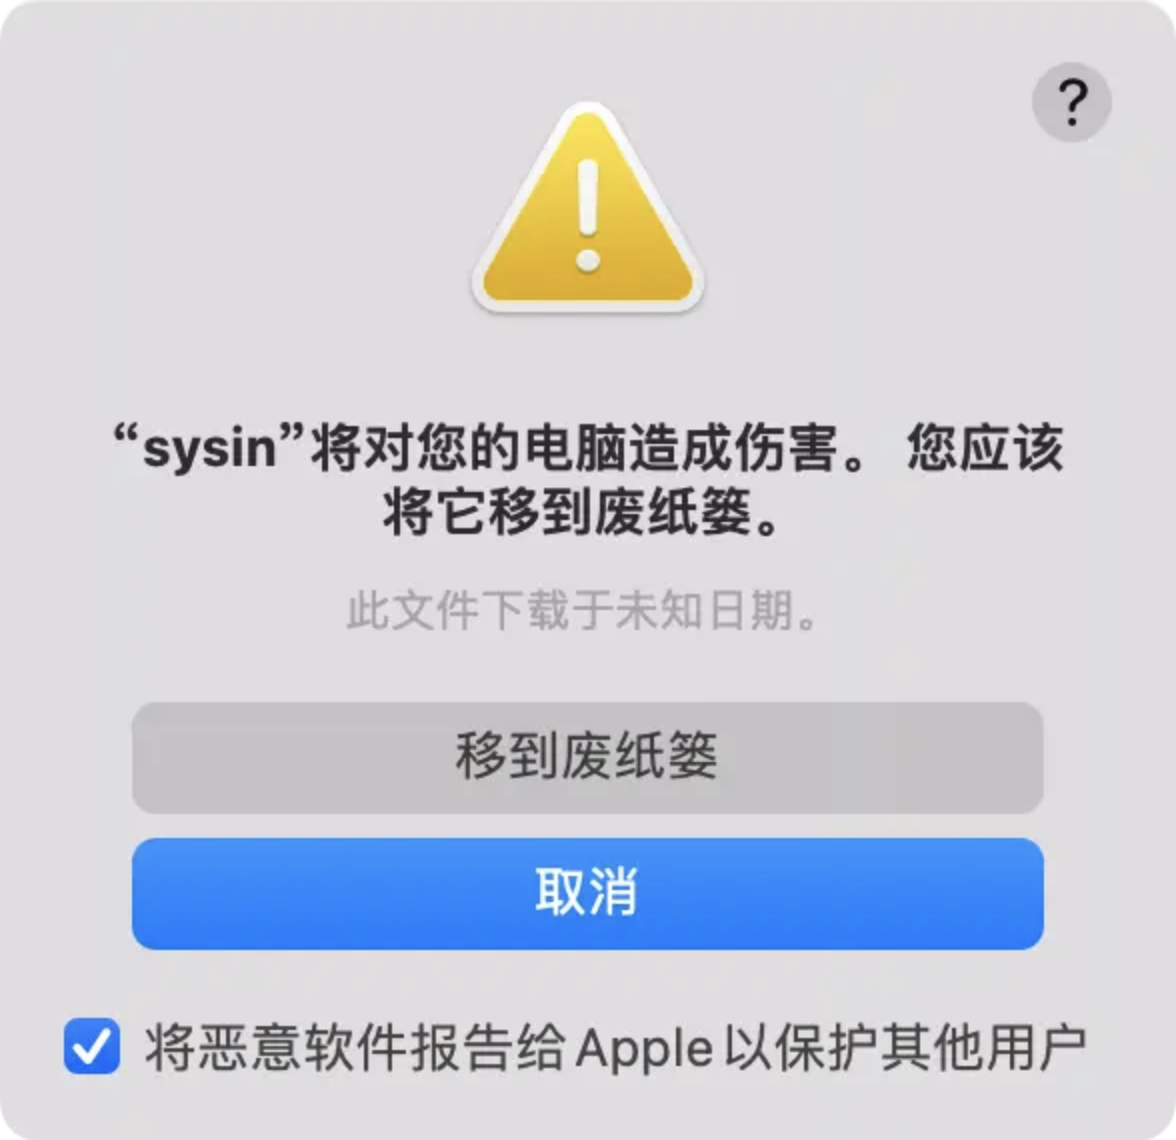 ?
“sysin”将对您的电脑造成伤害。 您应该
将它移到废纸篓。
此文件下载于未知日期。
移到废纸篓
取消
将恶意软件报告给 Apple 以保护其他用户